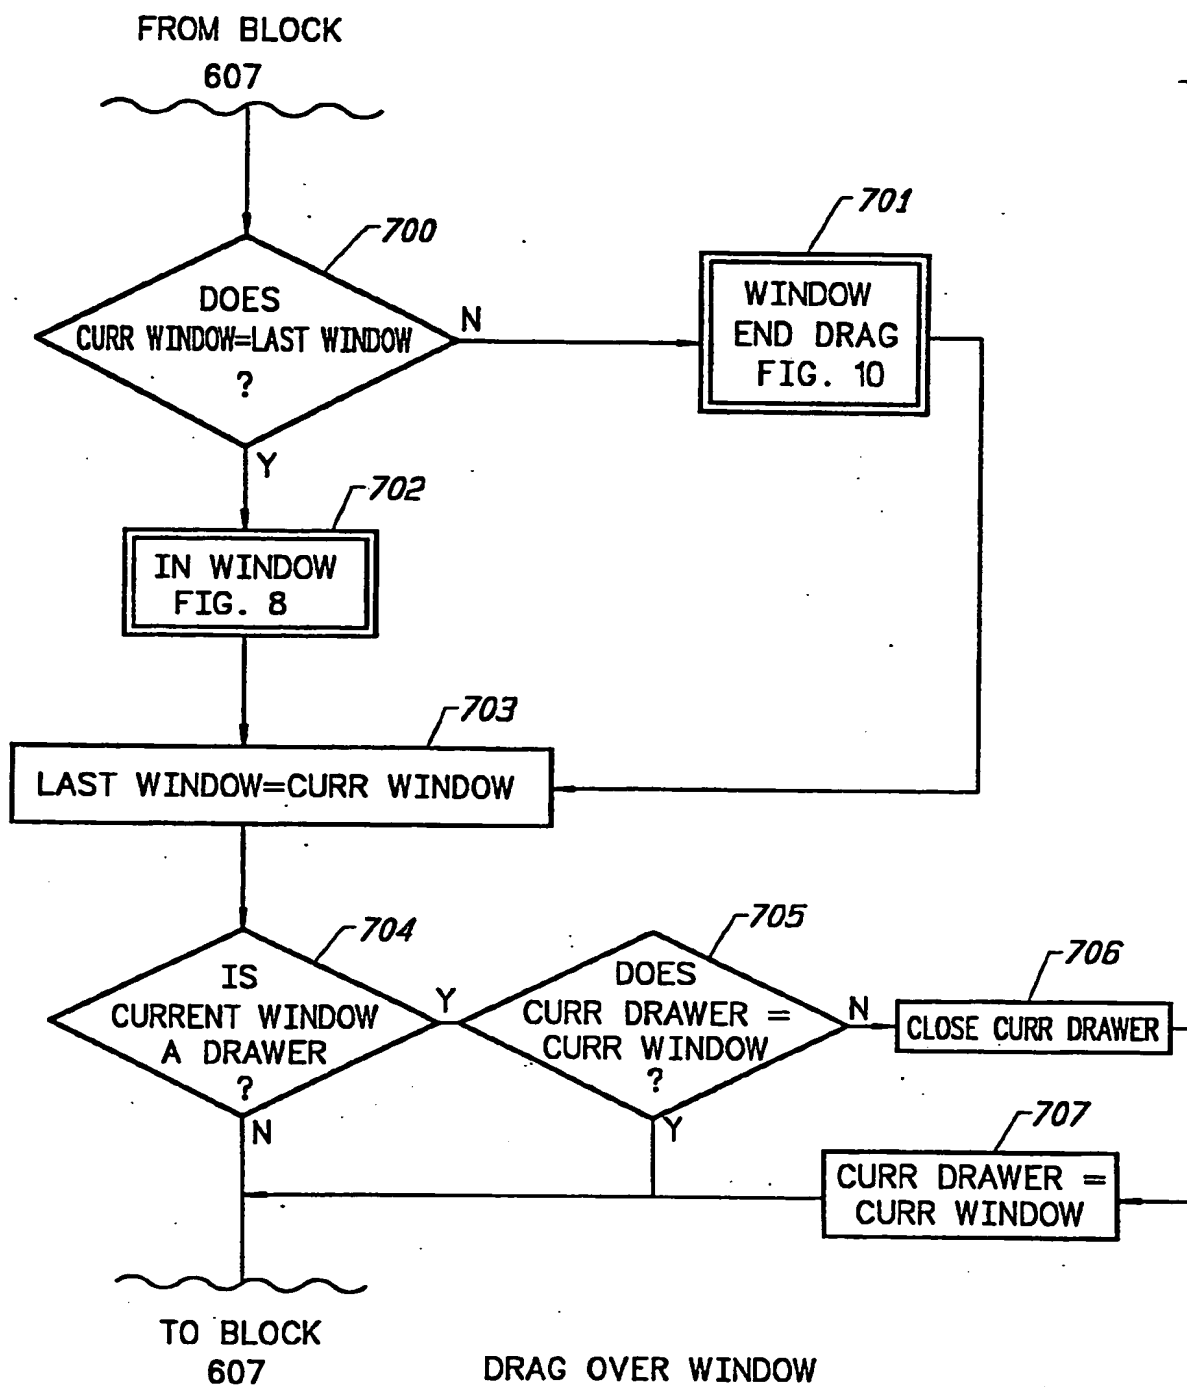 FROM BLOCK
607
700
DOES
CURR WINDOW=LAST WINDOW
?
N
Y
701
WINDOW
END DRAG
FIG. 10
702
IN WINDOW
FIG. 8
703
LAST WINDOW=CURR WINDOW
704
IS
CURRENT WINDOW
A DRAWER
?
Y
N
705
DOES
CURR DRAWER =
CURR WINDOW
?
N
Y
706
CLOSE CURR DRAWER
707
CURR DRAWER =
CURR WINDOW
TO BLOCK
607
DRAG OVER WINDOW